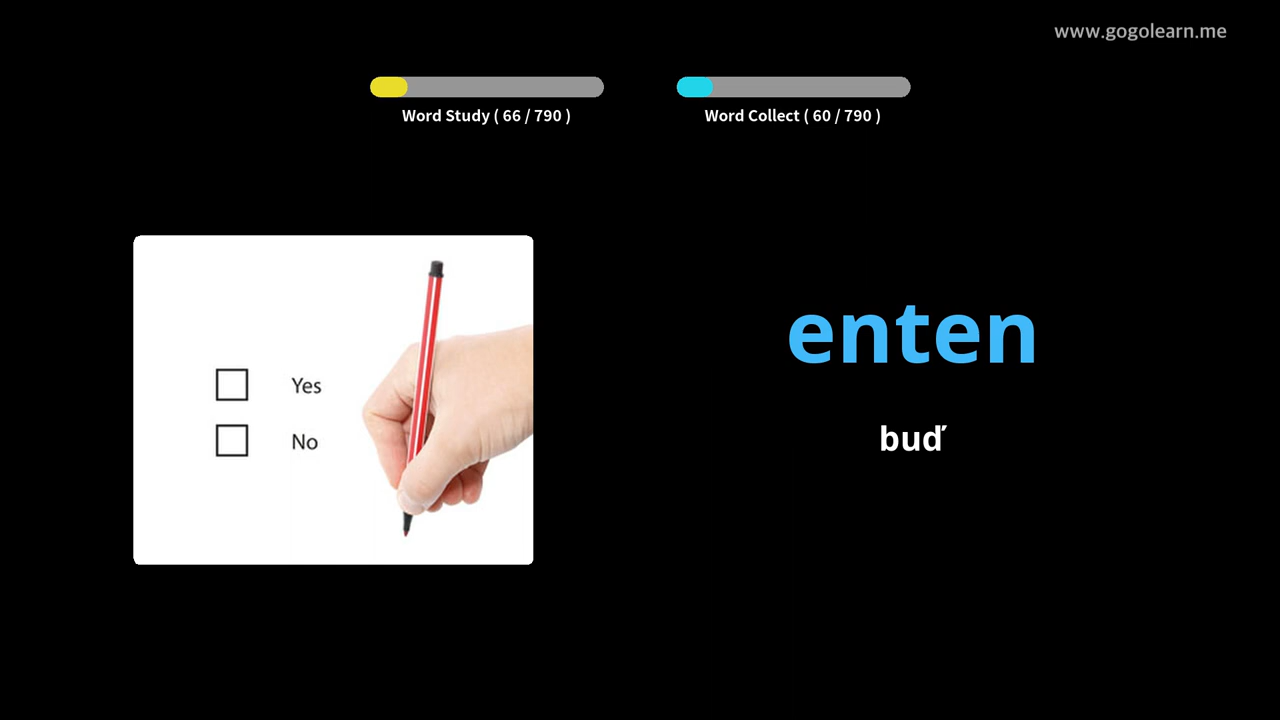 www.gogolearn.me
Word Study ( 66 / 790 )
Word Collect ( 60 / 790 )
Yes
No
enten
buď